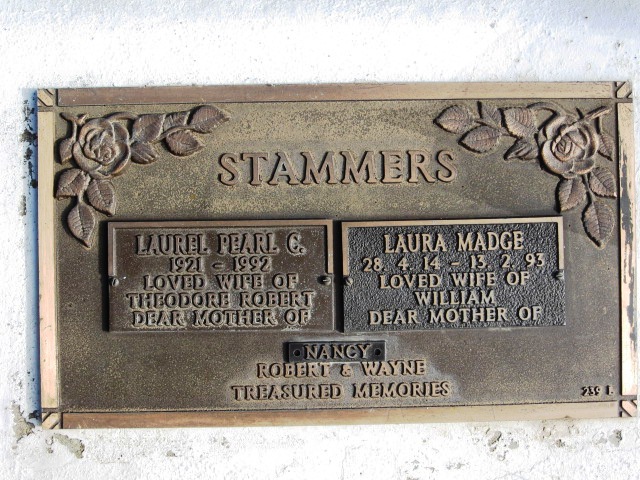 STAMMERS
LAUREL PEARL C.
1921 - 1992
LOVED WIFE OF
THEODORE ROBERT
DEAR MOTHER OF
LAURA MADGE
28. 4. 14 - 13. 2. 93
LOVED WIFE OF
WILLIAM
DEAR MOTHER OF
NANCY
ROBERT & WAYNE
TREASURED MEMORIES